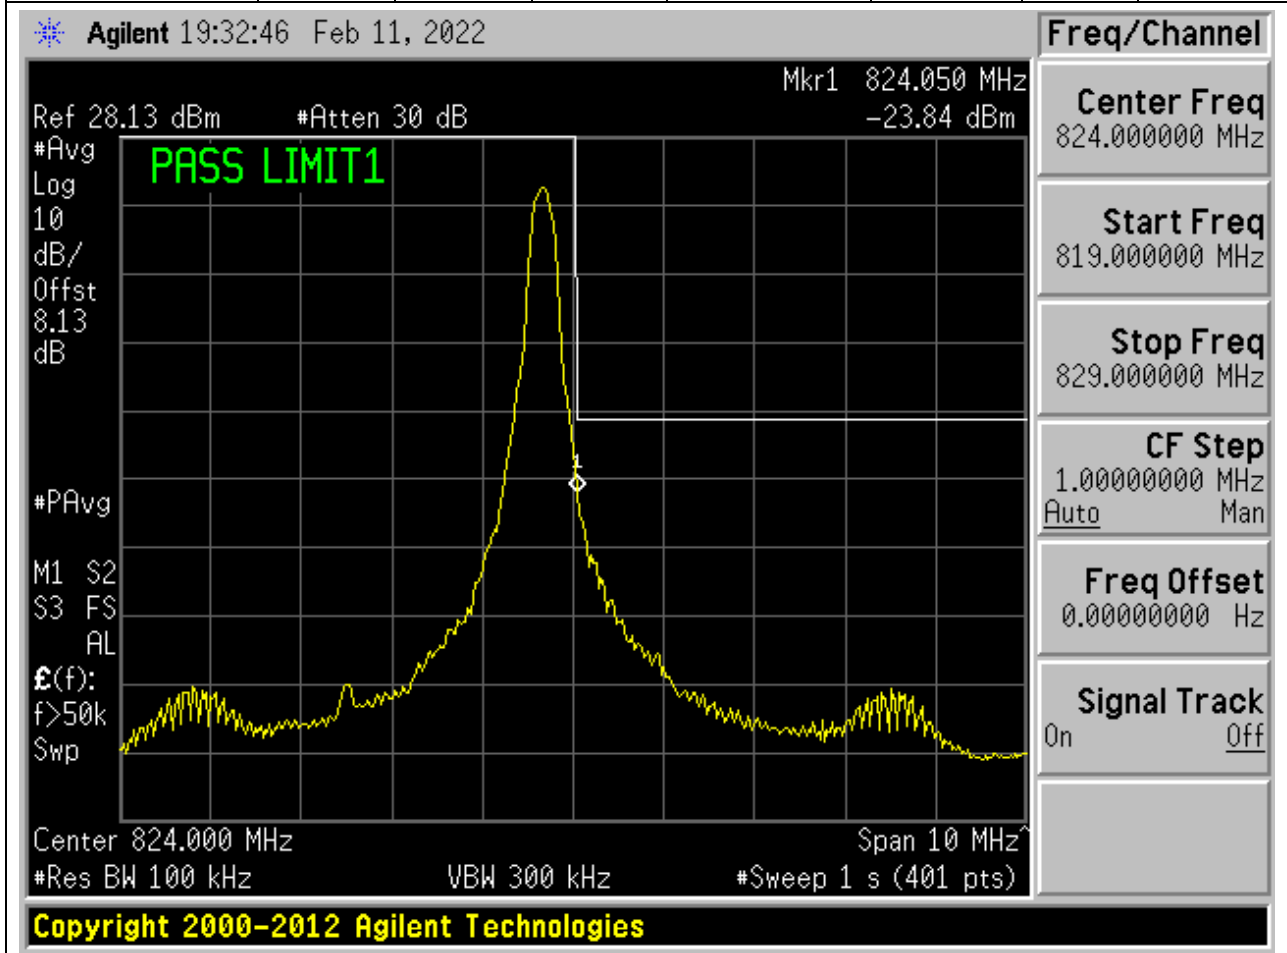 Agilent 19:32:46 Feb 11, 2022
Freq/Channel
Mkr1 824.050 MHz
Ref 28.13 dBm #Atten 30 dB -23.84 dBm
#Avg
Log
10
dB/
Offst
8.13
dB
#PAvg
M1 S2
S3 FS
AL
£(f):
f>50k
Swp
PASS LIMIT1
1
Center 824.000 MHz Span 10 MHz^
#Res BW 100 kHz VBW 300 kHz #Sweep 1 s (401 pts)
Center Freq
824.000000 MHz
Start Freq
819.000000 MHz
Stop Freq
829.000000 MHz
CF Step
1.00000000 MHz
Auto Man
Freq Offset
0.00000000 Hz
Signal Track
On Off
Copyright 2000-2012 Agilent Technologies